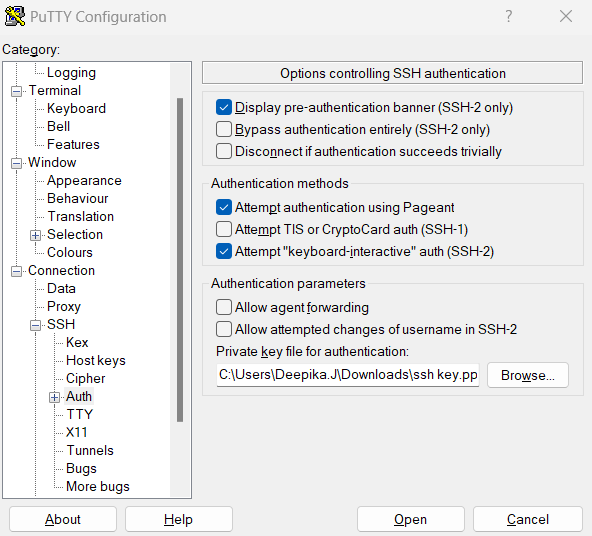 PuTTY Configuration
Category:
Logging
Terminal
Keyboard
Bell
Features
Window
Appearance
Behaviour
Translation
Selection
Colours
Connection
Data
Proxy
SSH
Kex
Host keys
Cipher
Auth
TTY
X11
Tunnels
Bugs
More bugs
Options controlling SSH authentication
Display pre-authentication banner (SSH-2 only)
Bypass authentication entirely (SSH-2 only)
Disconnect if authentication succeeds trivially
Authentication methods
Attempt authentication using Pageant
Attempt TIS or CryptoCard auth (SSH-1)
Attempt "keyboard-interactive" auth (SSH-2)
Authentication parameters
Allow agent forwarding
Allow attempted changes of username in SSH-2
Private key file for authentication:
C:\Users\Deepika.J\Downloads\ssh key.pp
Browse...
About
Help
Open
Cancel